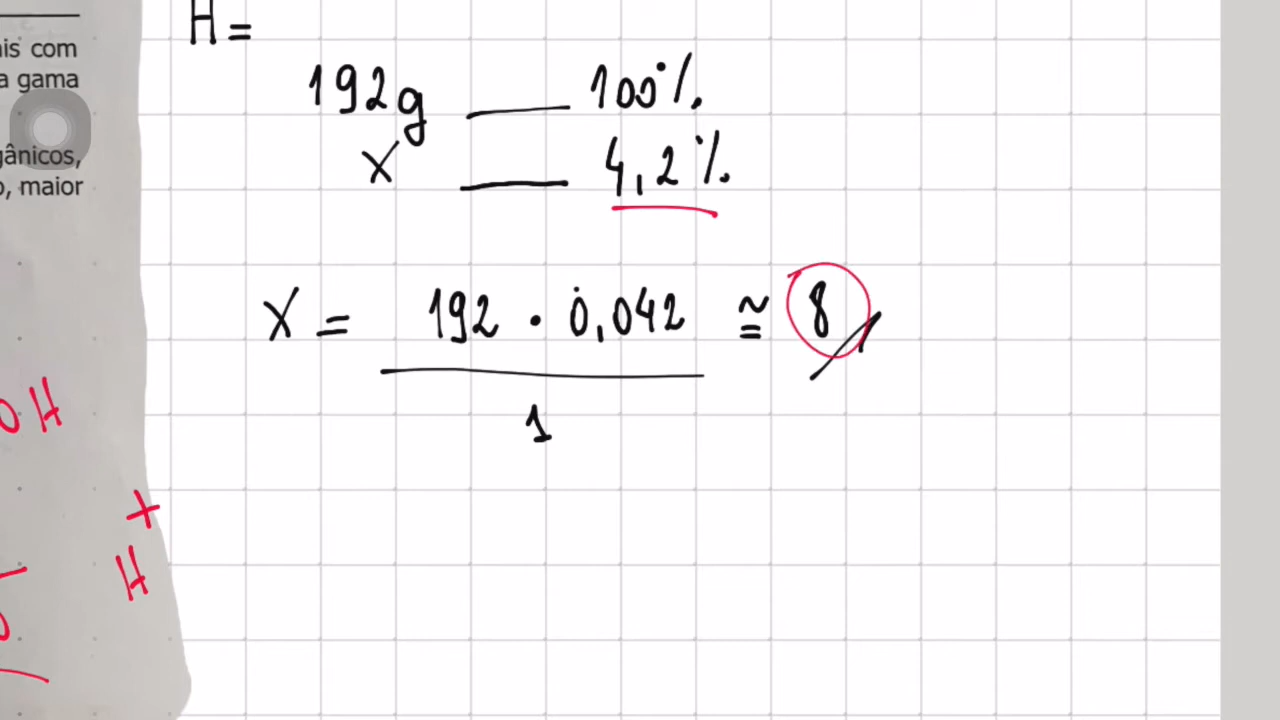 is com
a gama
gânicos,
o, maior
OH
+
H
H =
192g — 100%
X — 4,2%
X = 192 · 0,042 ≅ 8
1